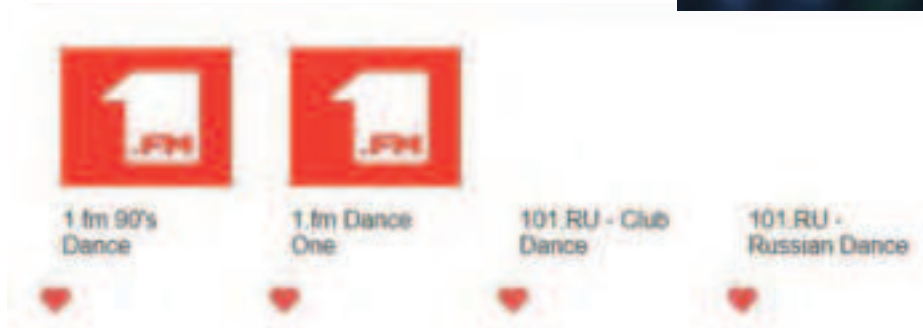 .FM
.FM
1.fm 90's
Dance
1.fm Dance
One
101.RU - Club
Dance
101.RU -
Russian Dance